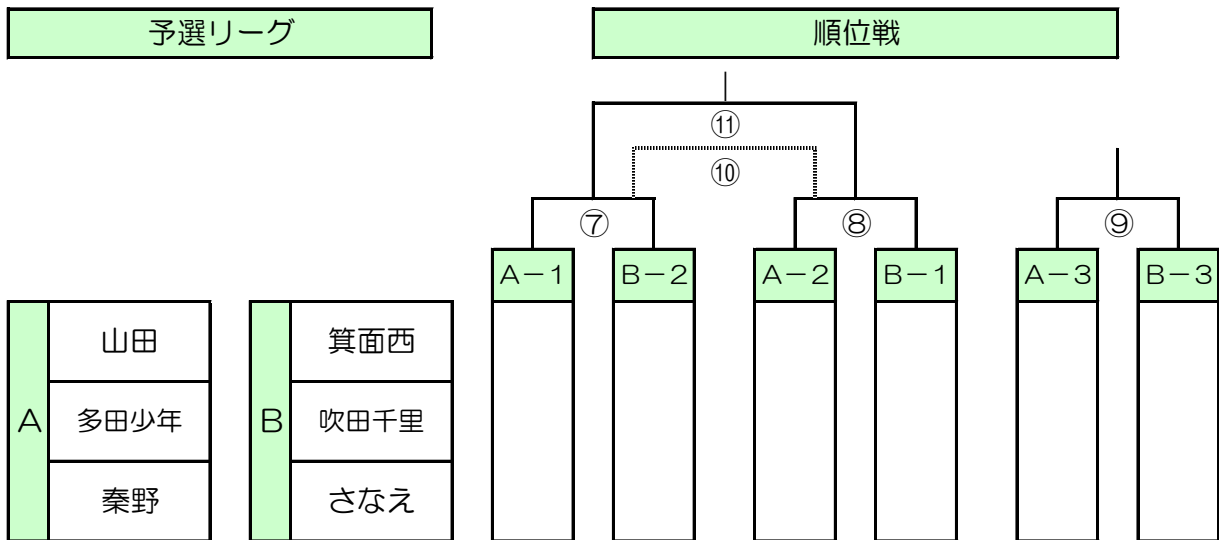 予選リーグ
順位戦
⑪
⑩
⑦
⑧
⑨
A-1
B-2
A-2
B-1
A-3
B-3
A
山田
多田少年
秦野
B
箕面西
吹田千里
さなえ